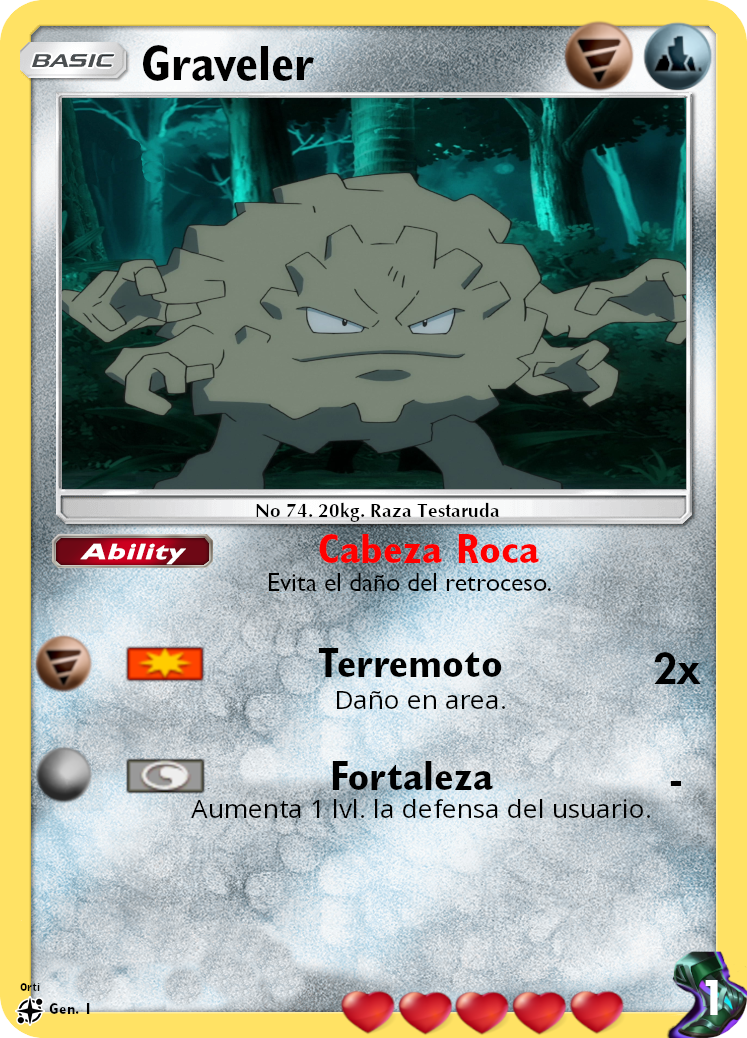 BASIC Graveler
No 74. 20kg. Raza Testaruda
Ability Cabeza Roca
Evita el daño del retroceso.
Terremoto 2x
Daño en area.
Fortaleza -
Aumenta 1 lvl. la defensa del usuario.
Orti
Gen. I
1